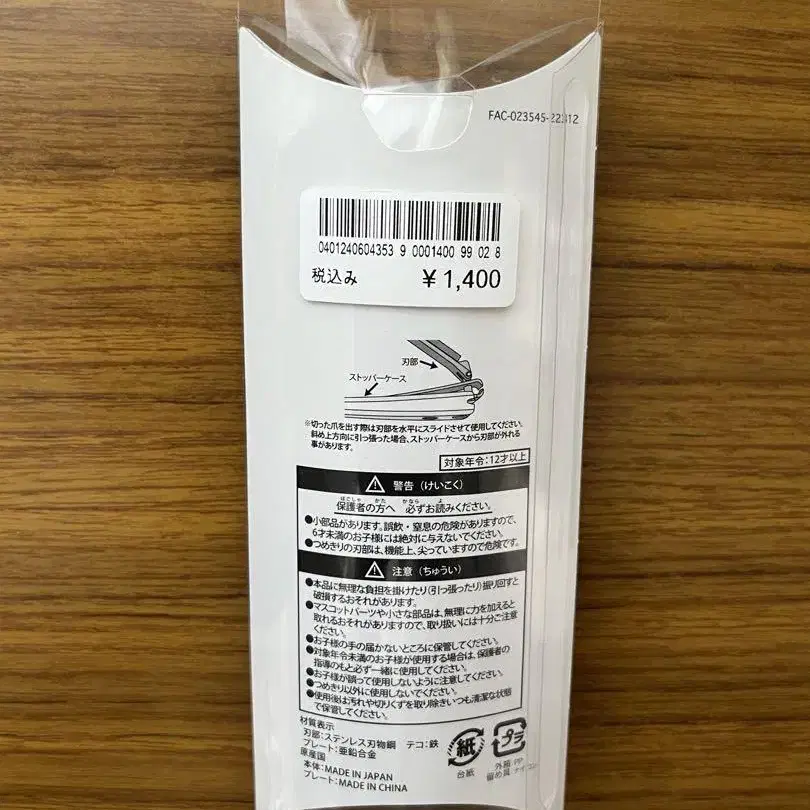 FAC-023545-22312
0401240604353 9 0001400 99 02 8
税込み ￥1,400
刃部
ストッパーケース
※切った爪を出す際は刃部を水平にスライドさせて使用してください。
斜め上方向に引っ張った場合、ストッパーケースから刃部が外れる
事があります。
対象年令:12才以上
警告（けいこく）
ほごしゃ かた かなら よ
保護者の方へ 必ずお読みください。
●小部品があります。誤飲・窒息の危険がありますので、
6才未満のお子様には絶対に与えないでください。
●つめきりの刃部は、機能上、尖っていますので危険です。
注意（ちゅうい）
●本品に無理な負担を掛けたり(引っ張ったり)振り回すと
破損するおそれがあります。
●マスコットパーツや小さな部品は、無理に力を加えると
取れるおそれがありますので、取り扱いには十分ご注意
ください。
●お子様の手の届かないところに保管してください。
●対象年令未満のお子様が使用する場合は、保護者の
指導のもと必ず一緒に使用してください。
●お子様が誤って使用しないように注意してください。
●つめきり以外に使用しないでください。
●使用後は汚れや切りくずを取り除きいつも清潔な状態
で保管してください。
材質表示
刃部:ステンレス刃物鋼 テコ:鉄
プレート:亜鉛合金
原産国
本体:MADE IN JAPAN
プレート:MADE IN CHINA
紙
台紙
プラ
外箱:PP
留め具:ナイロン